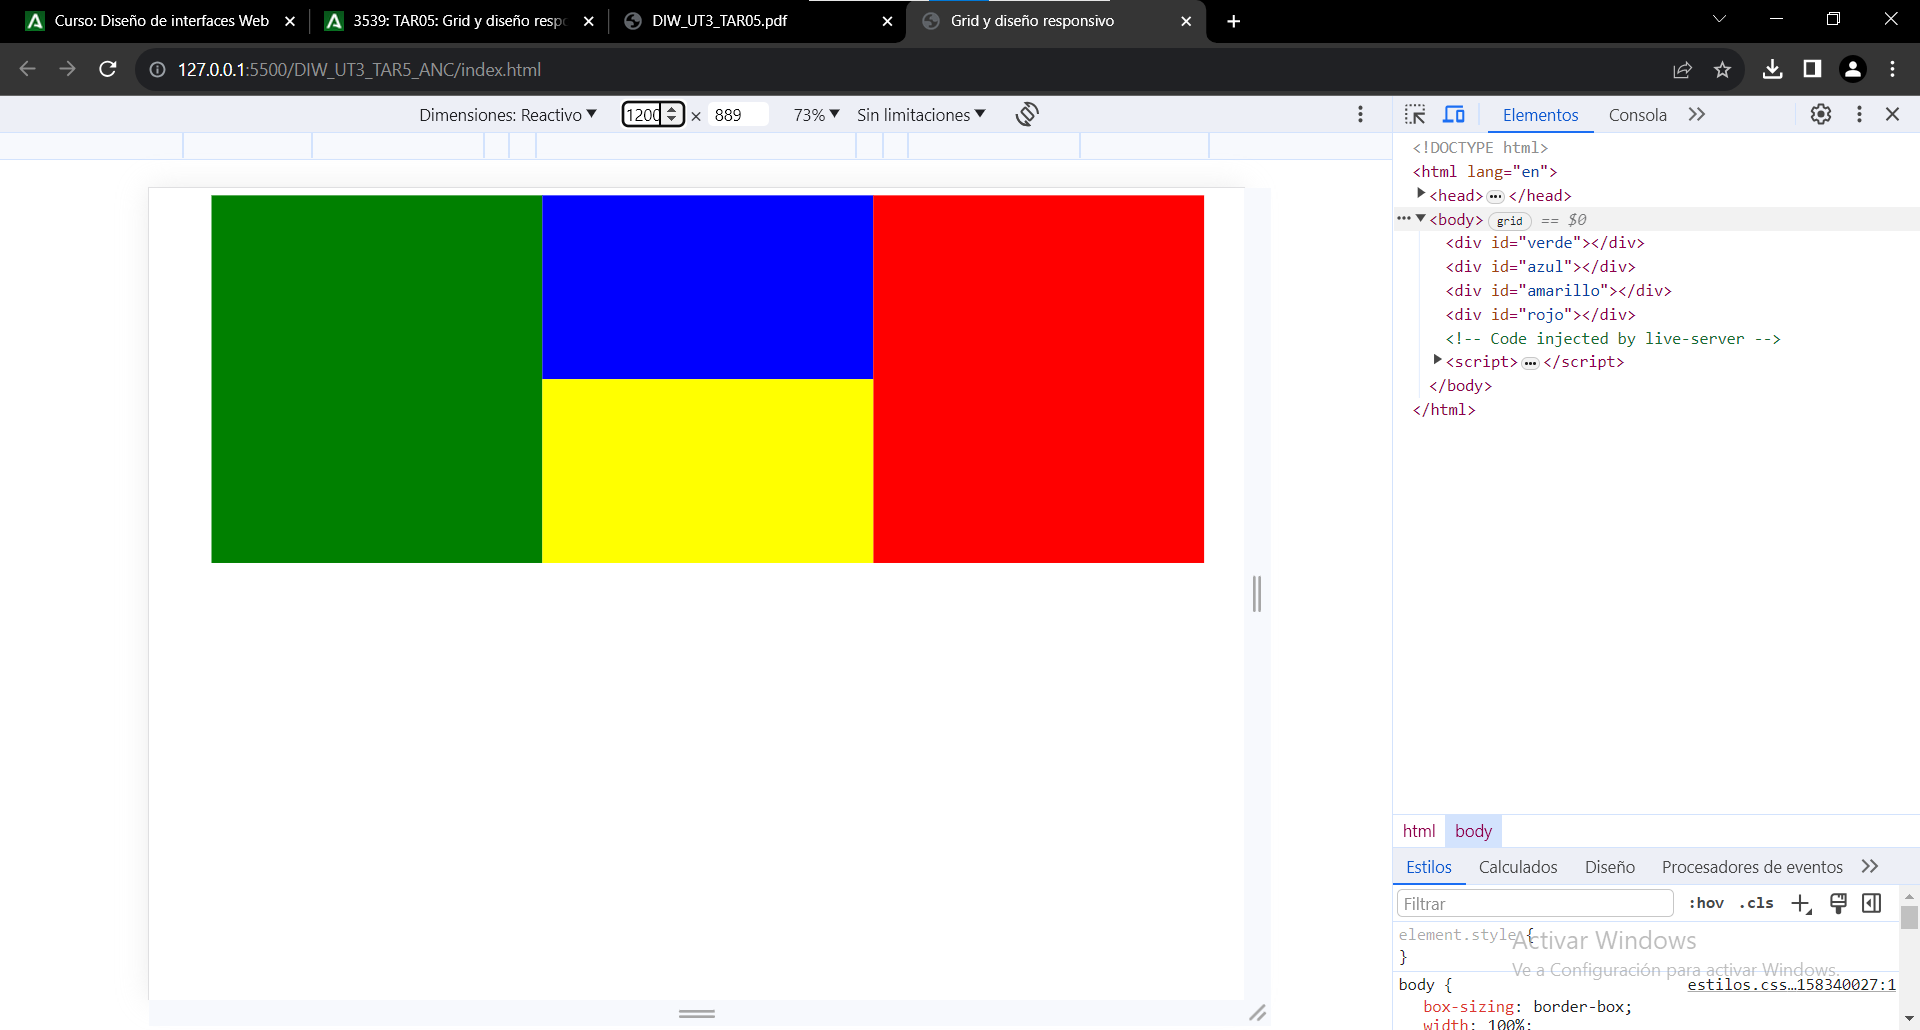 Curso: Diseño de interfaces Web
3539: TAR05: Grid y diseño resp
DIW_UT3_TAR05.pdf
Grid y diseño responsivo
127.0.0.1:5500/DIW_UT3_TAR5_ANC/index.html
Dimensiones: Reactivo 1200 × 889 73% Sin limitaciones
Elementos Consola
<!DOCTYPE html>
<html lang="en">
<head> ••• </head>
••• <body> grid == $0
<div id="verde"></div>
<div id="azul"></div>
<div id="amarillo"></div>
<div id="rojo"></div>
<!-- Code injected by live-server -->
<script> ••• </script>
</body>
</html>
html body
Estilos Calculados Diseño Procesadores de eventos
Filtrar :hov .cls
element.style {
}
Activar Windows
Ve a Configuración para activar Windows.
body { estilos.css…158340027:1
box-sizing: border-box;
width: 100%;